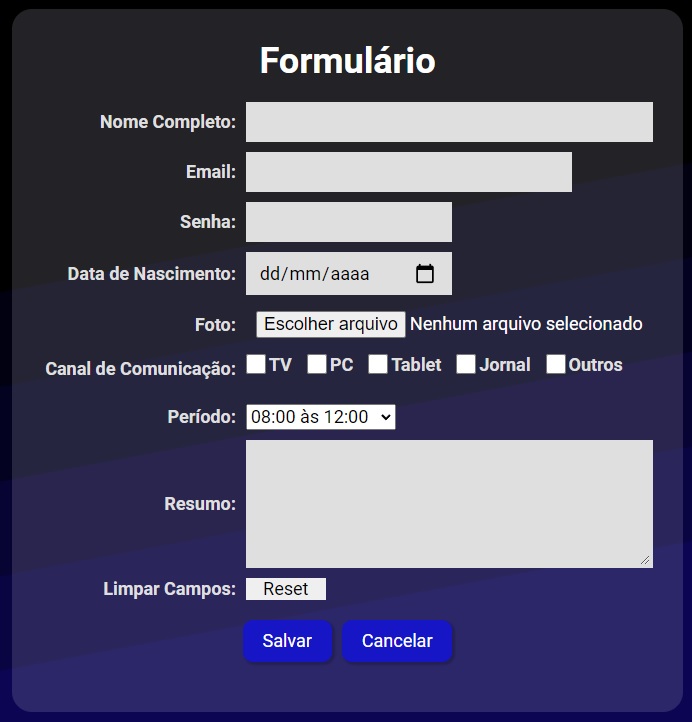 Formulário
Nome Completo:
Email:
Senha:
Data de Nascimento: dd/mm/aaaa
Foto: Escolher arquivo Nenhum arquivo selecionado
Canal de Comunicação: TV PC Tablet Jornal Outros
Período: 08:00 às 12:00
Resumo:
Limpar Campos: Reset
Salvar Cancelar